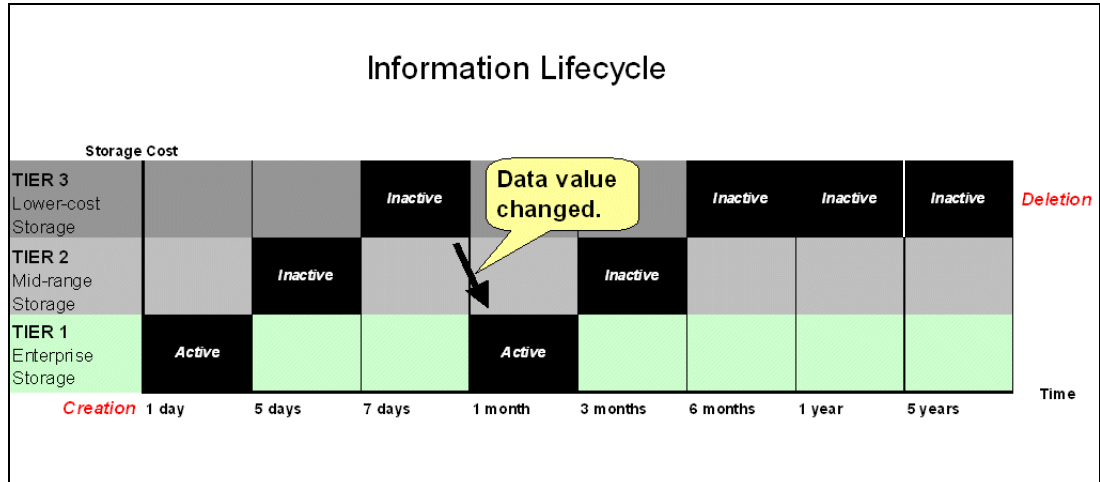 Information Lifecycle
Storage Cost
TIER 3
Lower-cost
Storage
Inactive
Data value
changed.
Inactive
Inactive
Inactive
Deletion
TIER 2
Mid-range
Storage
Inactive
Inactive
TIER 1
Enterprise
Storage
Active
Active
Time
Creation 1 day 5 days 7 days 1 month 3 months 6 months 1 year 5 years